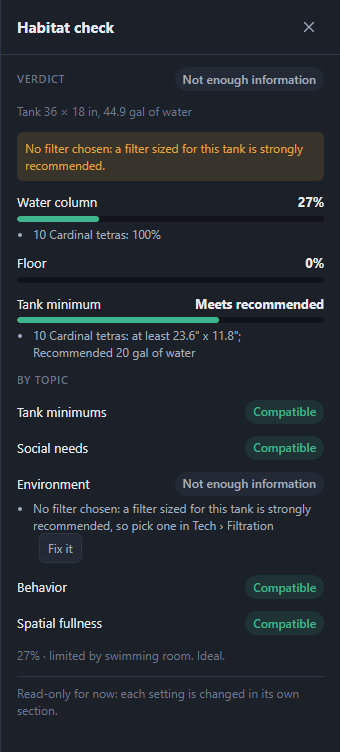 Habitat check
VERDICT
Not enough information
Tank 36 × 18 in, 44.9 gal of water
No filter chosen: a filter sized for this tank is strongly
recommended.
Water column
27%
• 10 Cardinal tetras: 100%
Floor
0%
Tank minimum
Meets recommended
• 10 Cardinal tetras: at least 23.6" x 11.8";
Recommended 20 gal of water
BY TOPIC
Tank minimums
Compatible
Social needs
Compatible
Environment
Not enough information
• No filter chosen: a filter sized for this tank is strongly
recommended, so pick one in Tech › Filtration
Fix it
Behavior
Compatible
Spatial fullness
Compatible
27% · limited by swimming room. Ideal.
Read-only for now: each setting is changed in its own
section.